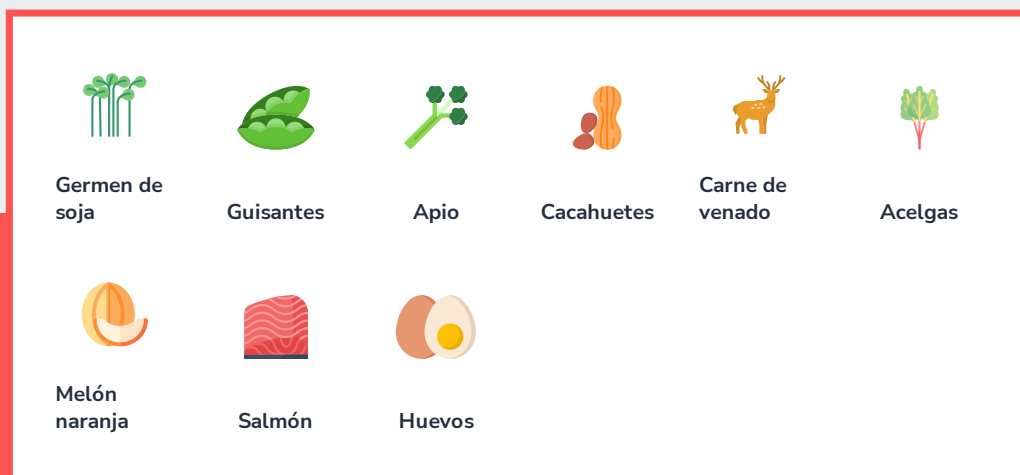 Germen de
soja
Guisantes
Apio
Cacahuetes
Carne de
venado
Acelgas
Melón
naranja
Salmón
Huevos